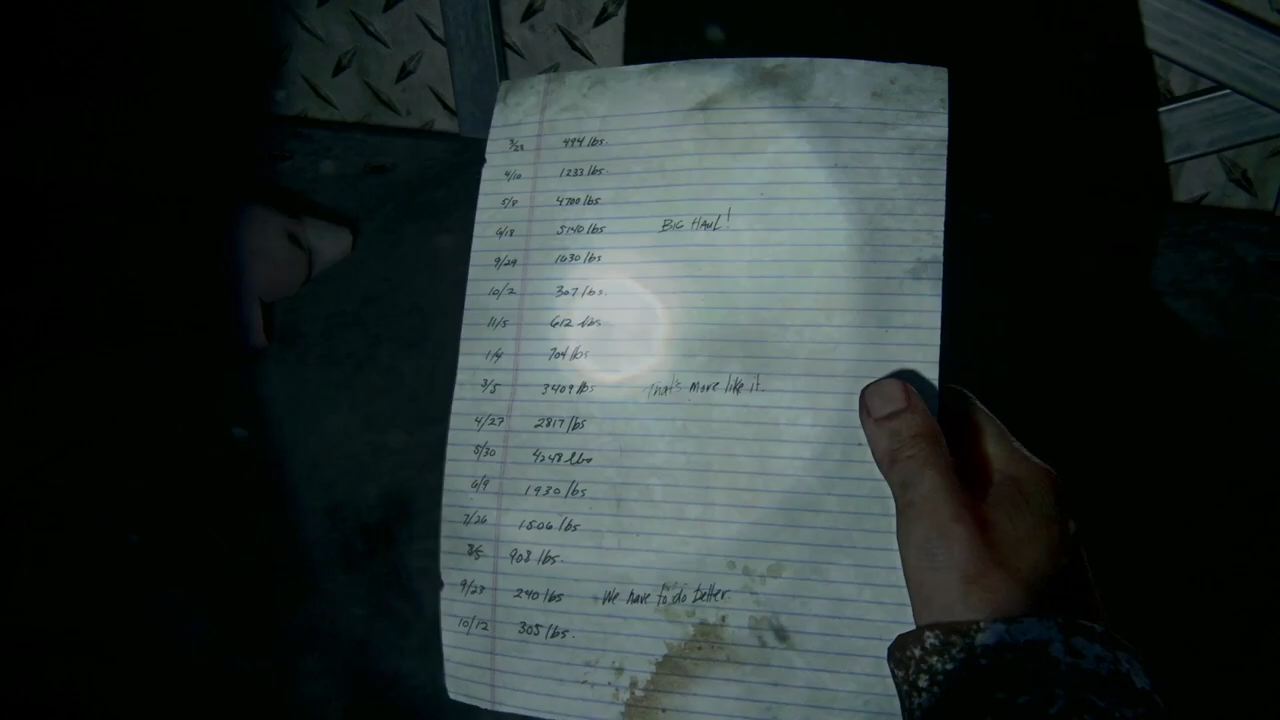 3/23 494 lbs.
4/10 1233 lbs.
5/8 4700 lbs
6/18 5140 lbs BIG HAUL!
9/29 1630 lbs
10/2 307 lbs.
11/5 612 lbs
1/4 704 lbs
3/5 3409 lbs That's more like it.
4/27 2817 lbs
5/30 4248 lbs
6/9 1930 lbs
7/26 1506 lbs
8/5 908 lbs.
9/23 240 lbs We have to do better.
10/12 305 lbs.